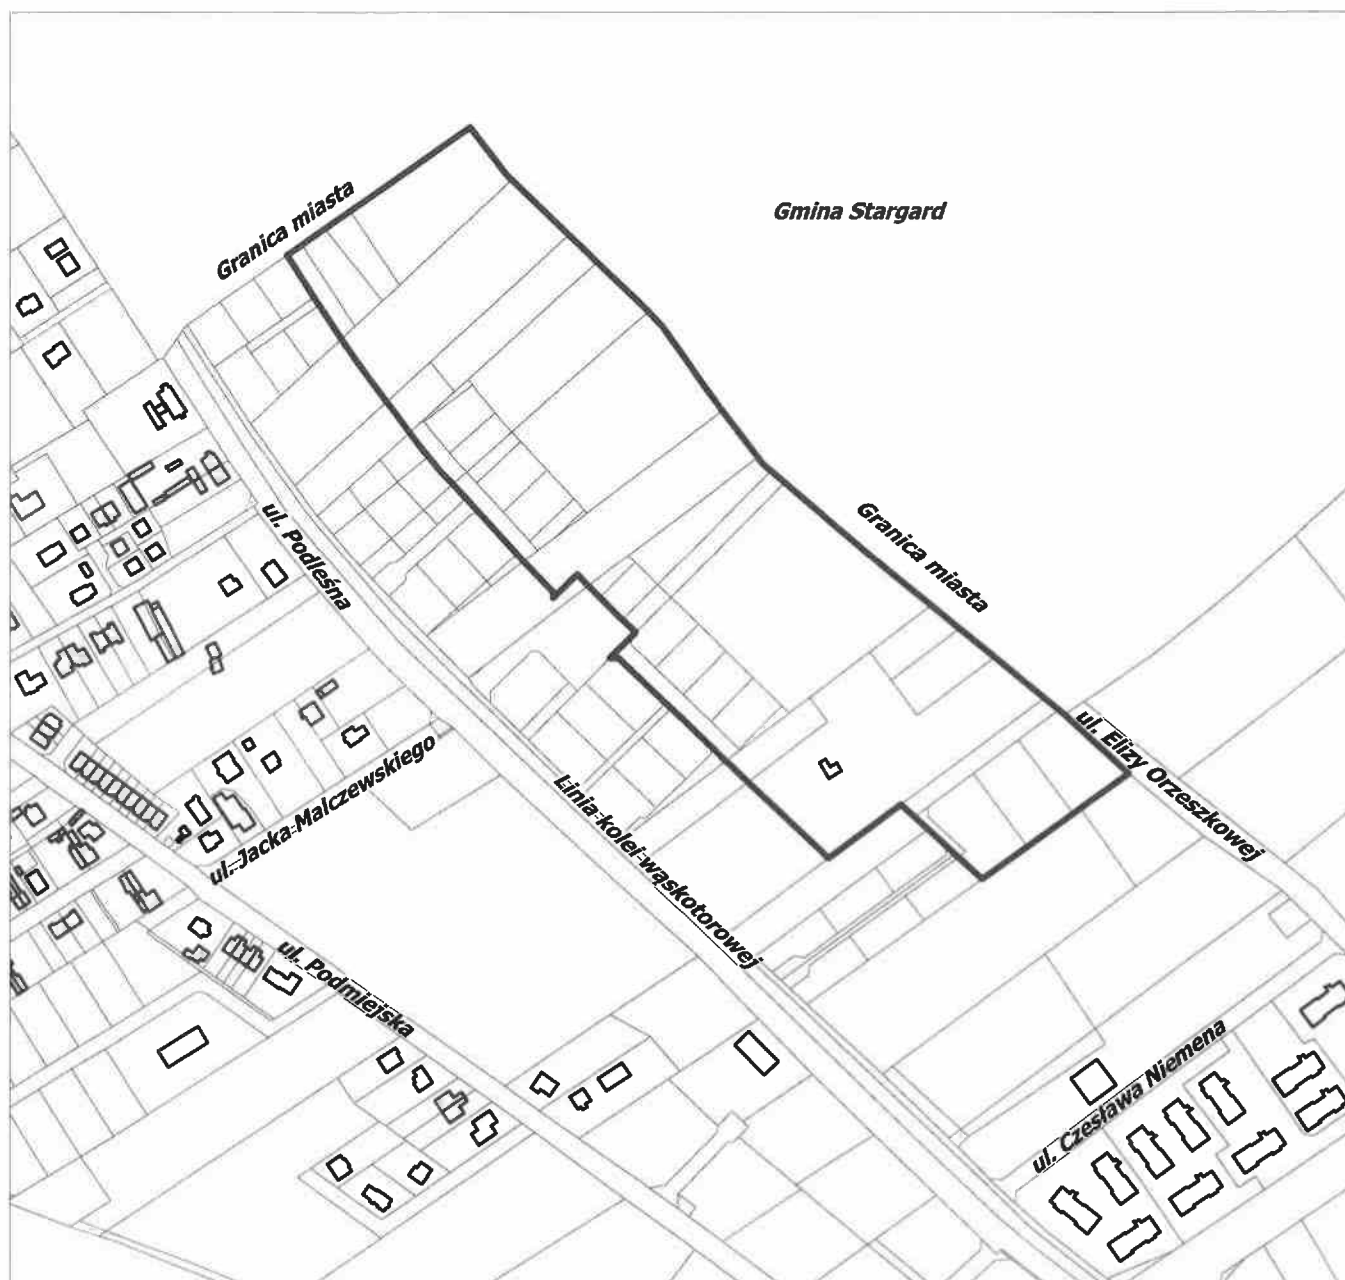 Granica miasta
Gmina Stargard
Granica miasta
ul. Podleśna
ul. Elizy Orzeszkowej
ul. Jacka Malczewskiego
Linia kolei wąskotorowej
ul. Podmiejska
ul. Czesława Niemena